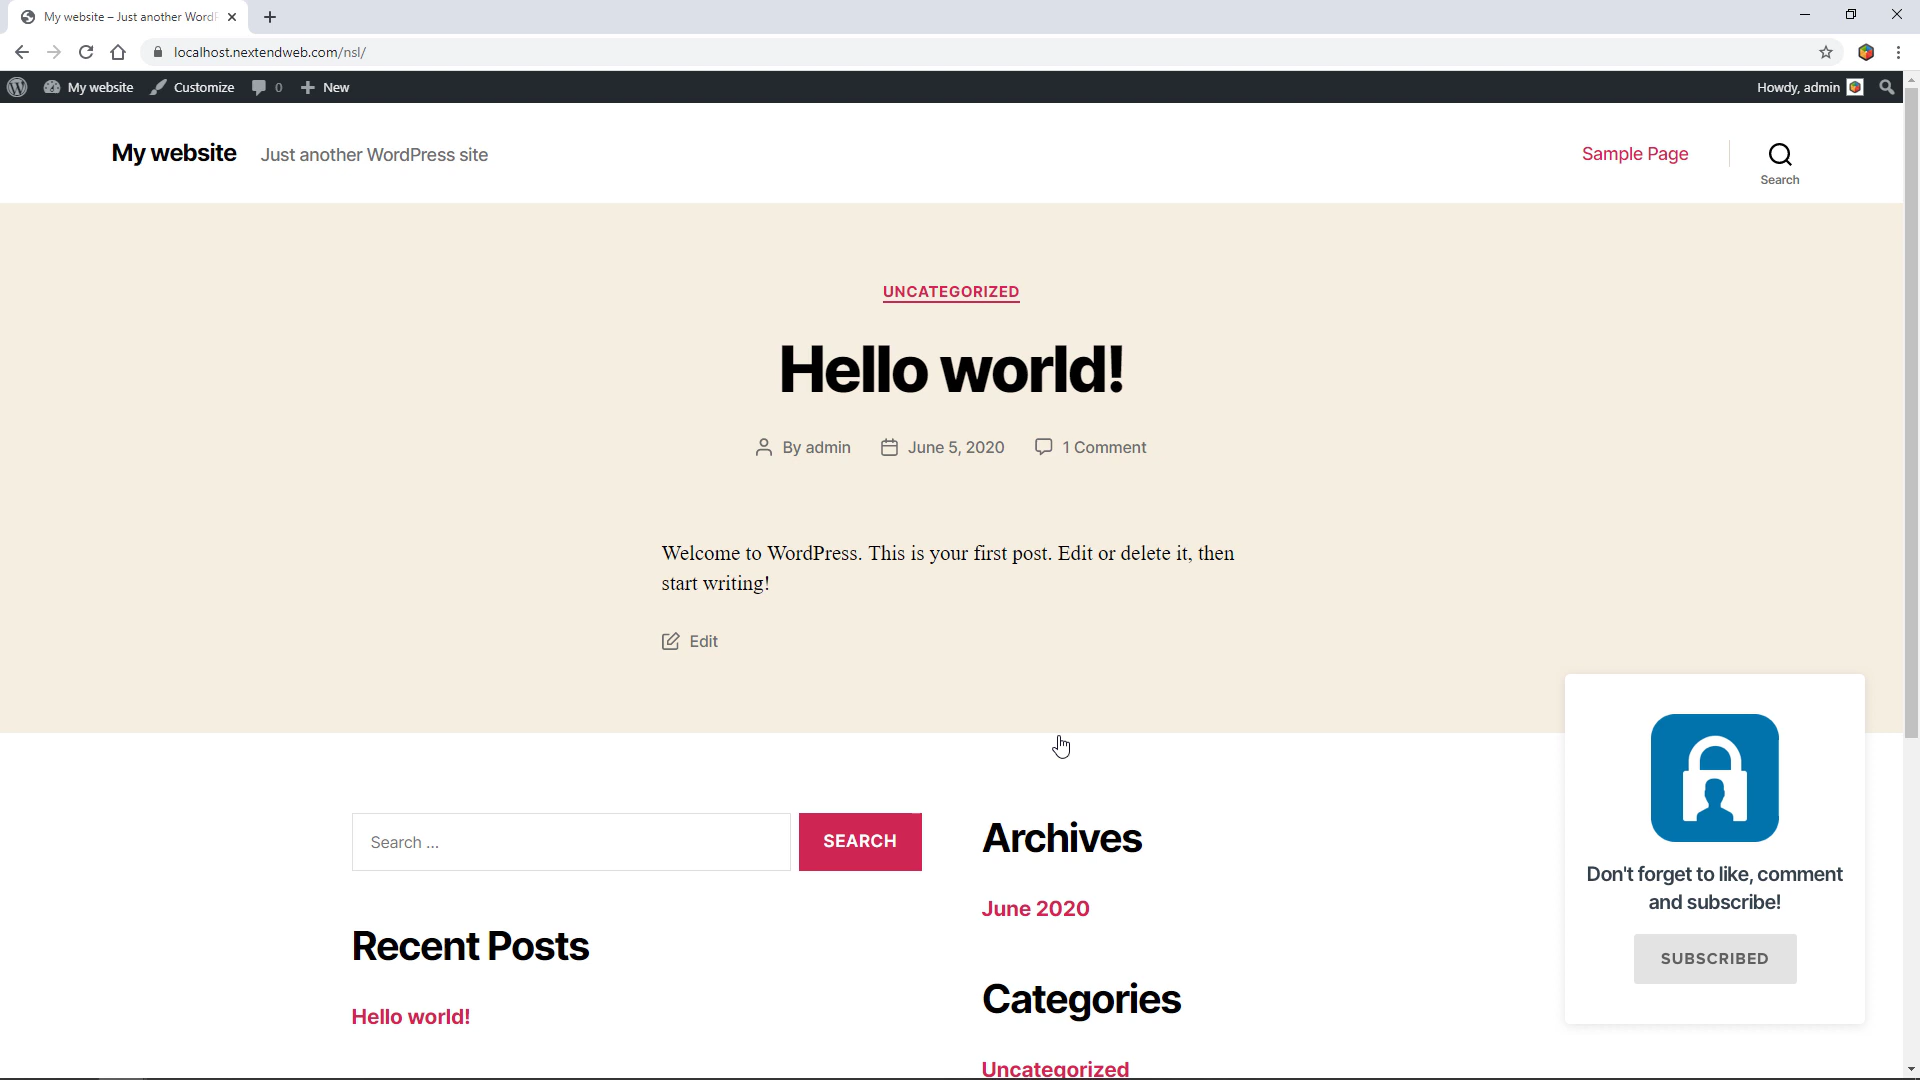 My website – Just another Word
localhost.nextendweb.com/nsl/
My website Customize 0 New Howdy, admin
My website Just another WordPress site Sample Page
Search
UNCATEGORIZED
Hello world!
By admin June 5, 2020 1 Comment
Welcome to WordPress. This is your first post. Edit or delete it, then
start writing!
Edit
Search ... SEARCH
Recent Posts
Hello world!
Archives
June 2020
Categories
Uncategorized
Don't forget to like, comment
and subscribe!
SUBSCRIBED